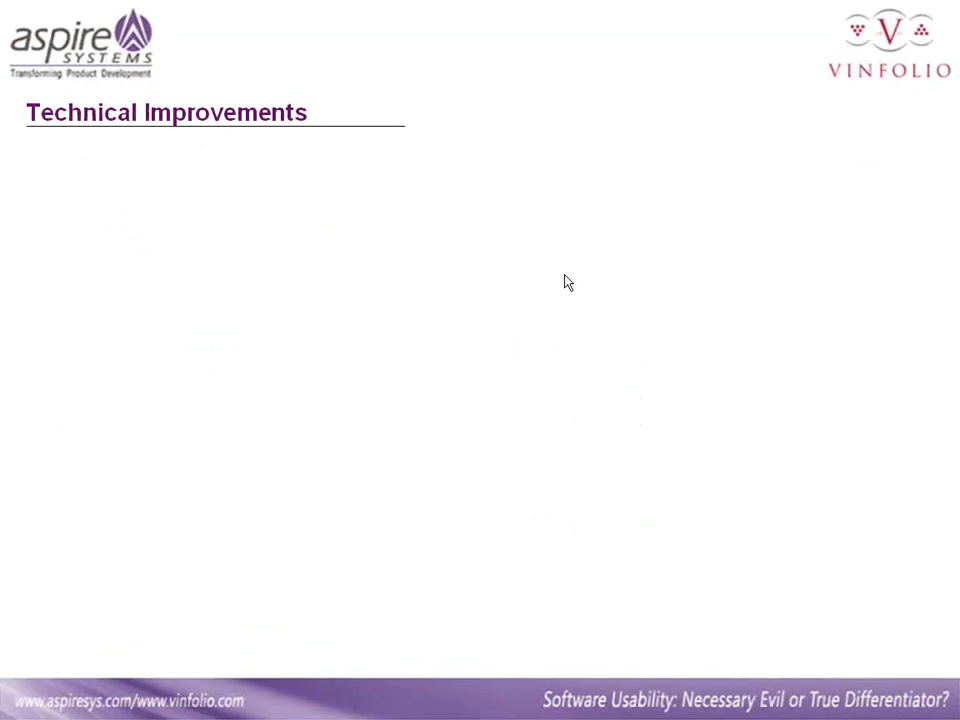 aspire
SYSTEMS
Transforming Product Development
V
VINFOLIO
Technical Improvements
www.aspiresys.com/www.vinfolio.com
Software Usability: Necessary Evil or True Differentiator?